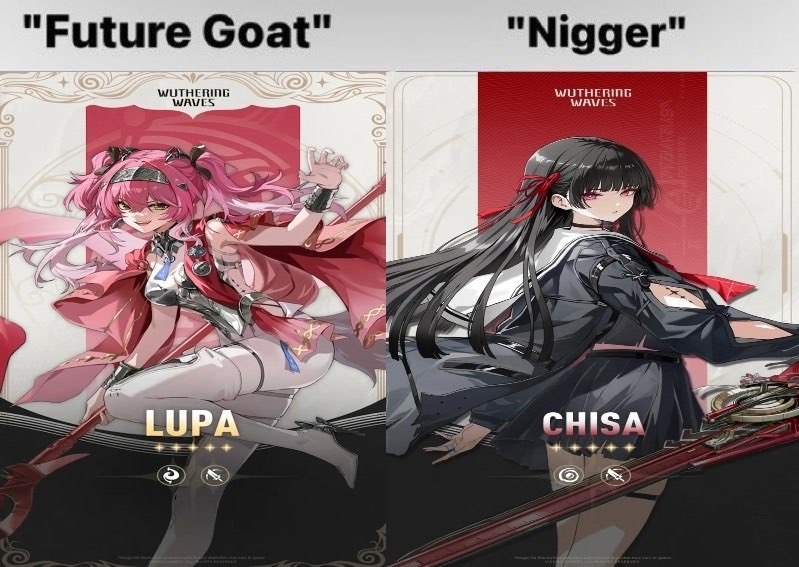 "Future Goat"
"Nigger"
WUTHERING
WAVES
LUPA
WUTHERING
WAVES
CHISA